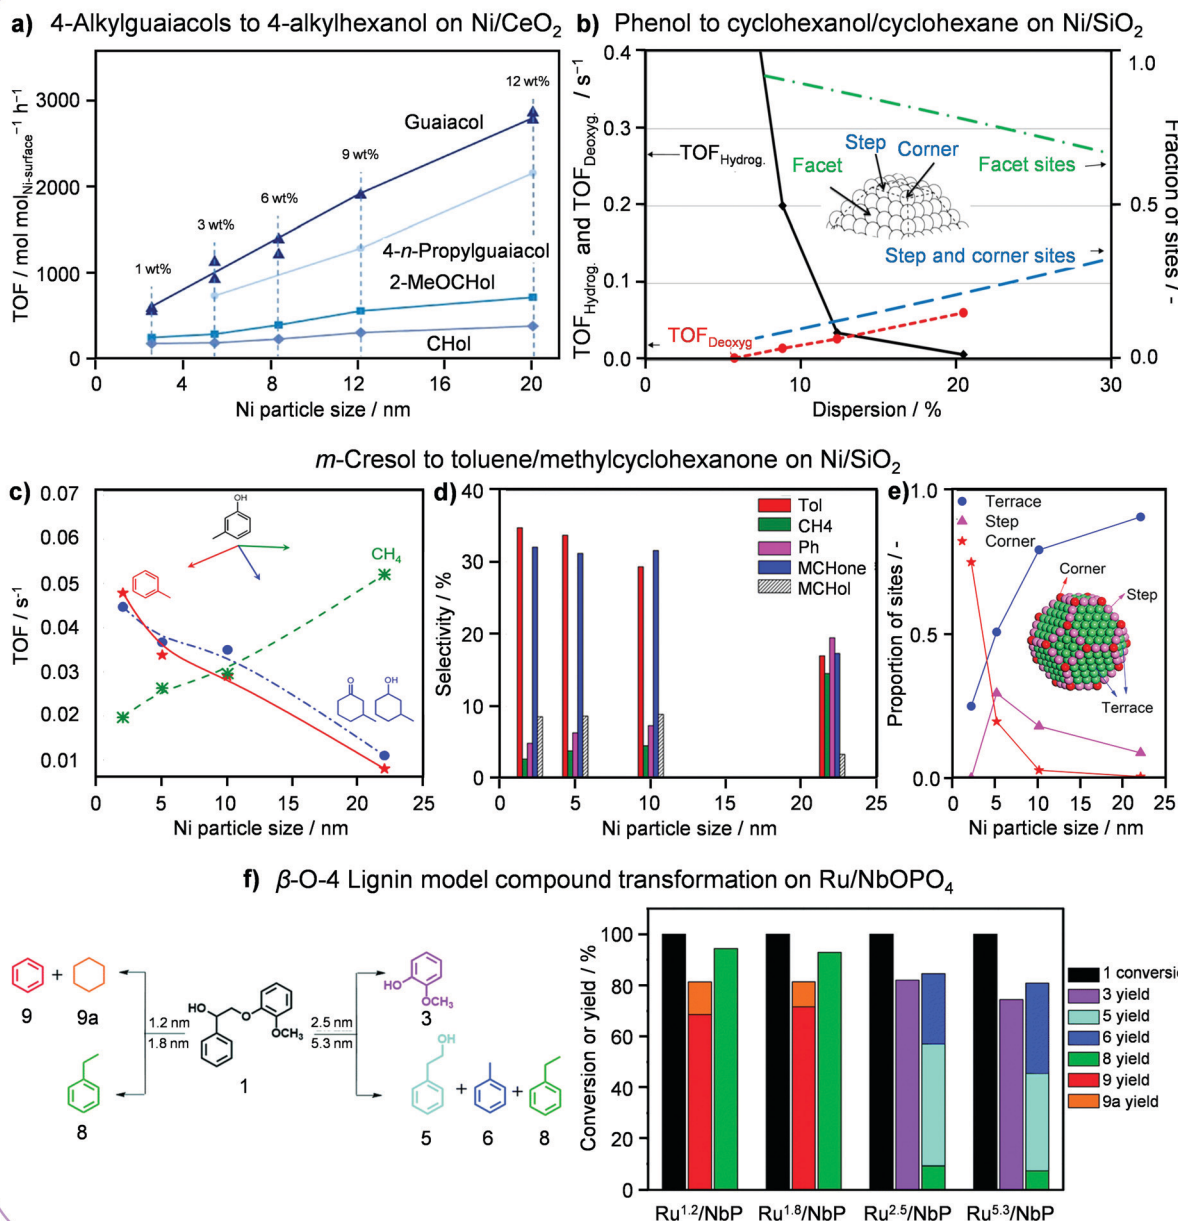 a) 4-Alkylguaiacols to 4-alkylhexanol on Ni/CeO₂
TOF / mol mol_Ni-surface⁻¹ h⁻¹
3000
2000
1000
0
0 4 8 12 16 20
Ni particle size / nm
1 wt%
3 wt%
6 wt%
9 wt%
12 wt%
Guaiacol
4-n-Propylguaiacol
2-MeOCHol
CHol
b) Phenol to cyclohexanol/cyclohexane on Ni/SiO₂
TOF_Hydrog. and TOF_Deoxyg. / s⁻¹
0.4
0.3
0.2
0.1
0.0
1.0
0.5
0.0
Fraction of sites / -
0 10 20 30
Dispersion / %
TOF_Hydrog.
Facet
Step
Corner
Facet sites
Step and corner sites
TOF_Deoxyg
m-Cresol to toluene/methylcyclohexanone on Ni/SiO₂
c)
TOF / s⁻¹
0.07
0.06
0.05
0.04
0.03
0.02
0.01
0 5 10 15 20 25
Ni particle size / nm
OH
CH₄
O
OH
d)
Selectivity / %
40
30
20
10
0
0 5 10 15 20 25
Ni particle size / nm
Tol
CH4
Ph
MCHone
MCHol
e)
Proportion of sites / -
1.0
0.5
0.0
0 5 10 15 20 25
Ni particle size / nm
Terrace
Step
Corner
Corner
Step
Terrace
f) β-O-4 Lignin model compound transformation on Ru/NbOPO₄
9 + 9a
8
1.2 nm
1.8 nm
OH
O
OCH₃
1
2.5 nm
5.3 nm
HO
OCH₃
3
OH
5 + 6 + 8
Conversion or yield / %
100
80
60
40
20
0
Ru¹·²/NbP Ru¹·⁸/NbP Ru²·⁵/NbP Ru⁵·³/NbP
1 conversi
3 yield
5 yield
6 yield
8 yield
9 yield
9a yield